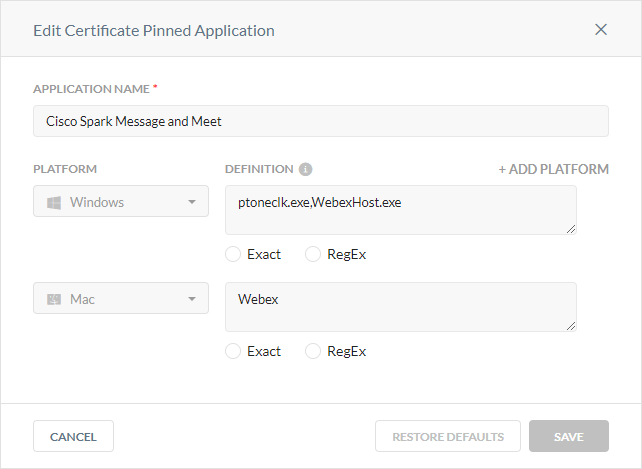 Edit Certificate Pinned Application
APPLICATION NAME *
Cisco Spark Message and Meet
PLATFORM DEFINITION + ADD PLATFORM
Windows ptoneclk.exe,WebexHost.exe
Exact RegEx
Mac Webex
Exact RegEx
CANCEL RESTORE DEFAULTS SAVE